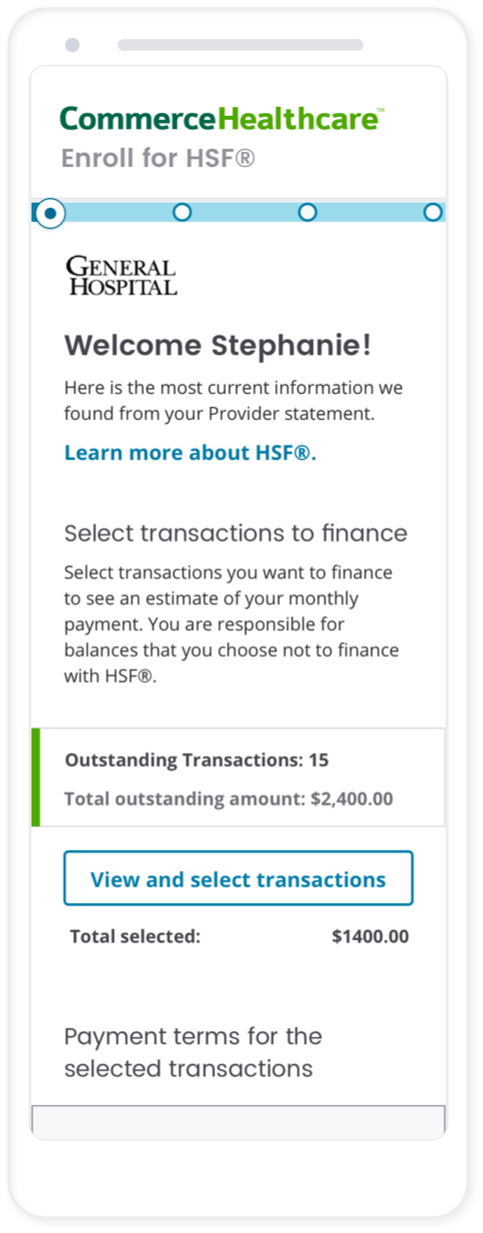 CommerceHealthcare™
Enroll for HSF®
GENERAL
HOSPITAL
Welcome Stephanie!
Here is the most current information we
found from your Provider statement.
Learn more about HSF®.
Select transactions to finance
Select transactions you want to finance
to see an estimate of your monthly
payment. You are responsible for
balances that you choose not to finance
with HSF®.
Outstanding Transactions: 15
Total outstanding amount: $2,400.00
View and select transactions
Total selected: $1400.00
Payment terms for the
selected transactions